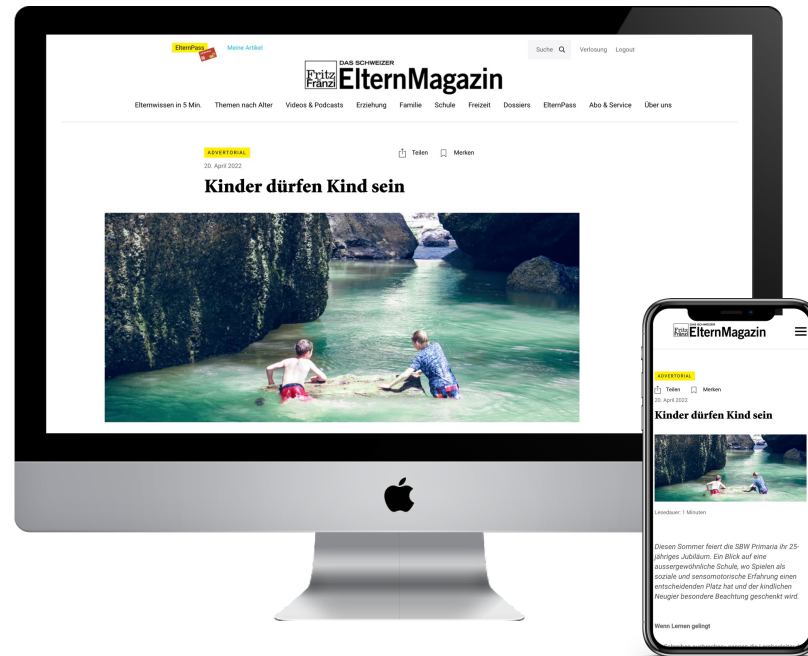 ElternPass Meine Artikel Suche Verlosung Logout
Fritz+
Fränzi
DAS SCHWEIZER
ElternMagazin
Elternwissen in 5 Min. Themen nach Alter Videos & Podcasts Erziehung Familie Schule Freizeit Dossiers ElternPass Abo & Service Über uns
ADVERTORIAL Teilen Merken
20. April 2022
Kinder dürfen Kind sein
DAS SCHWEIZER
Fritz+
Fränzi
ElternMagazin
ADVERTORIAL
Teilen Merken
20. April 2022
Kinder dürfen Kind sein
Lesedauer: 1 Minuten
Diesen Sommer feiert die SBW Primaria ihr 25-
jähriges Jubiläum. Ein Blick auf eine
aussergewöhnliche Schule, wo Spielen als
soziale und sensomotorische Erfahrung einen
entscheidenden Platz hat und der kindlichen
Neugier besondere Beachtung geschenkt wird.
Wenn Lernen gelingt